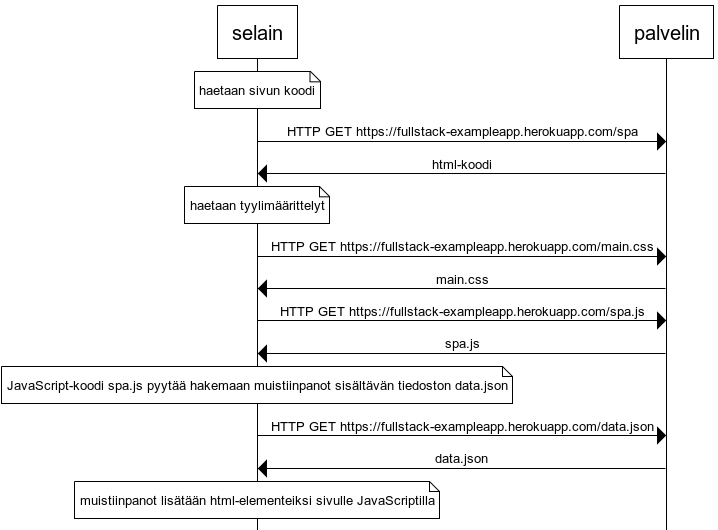 selain
palvelin
haetaan sivun koodi
HTTP GET https://fullstack-exampleapp.herokuapp.com/spa
html-koodi
haetaan tyylimäärittelyt
HTTP GET https://fullstack-exampleapp.herokuapp.com/main.css
main.css
HTTP GET https://fullstack-exampleapp.herokuapp.com/spa.js
spa.js
JavaScript-koodi spa.js pyytää hakemaan muistiinpanot sisältävän tiedoston data.json
HTTP GET https://fullstack-exampleapp.herokuapp.com/data.json
data.json
muistiinpanot lisätään html-elementeiksi sivulle JavaScriptilla